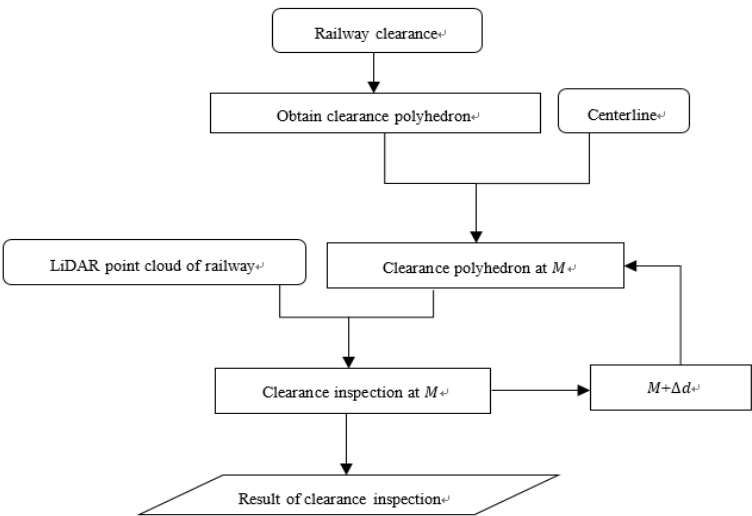 Railway clearance↵
Obtain clearance polyhedron↵
Centerline↵
LiDAR point cloud of railway↵
Clearance polyhedron at M↵
Clearance inspection at M↵
M+Δd↵
Result of clearance inspection↵